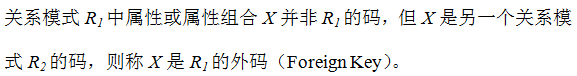 关系模式 R1 中属性或属性组合 X 并非 R1 的码，但 X 是另一个关系模
式 R2 的码，则称 X 是 R1 的外码（Foreign Key）。